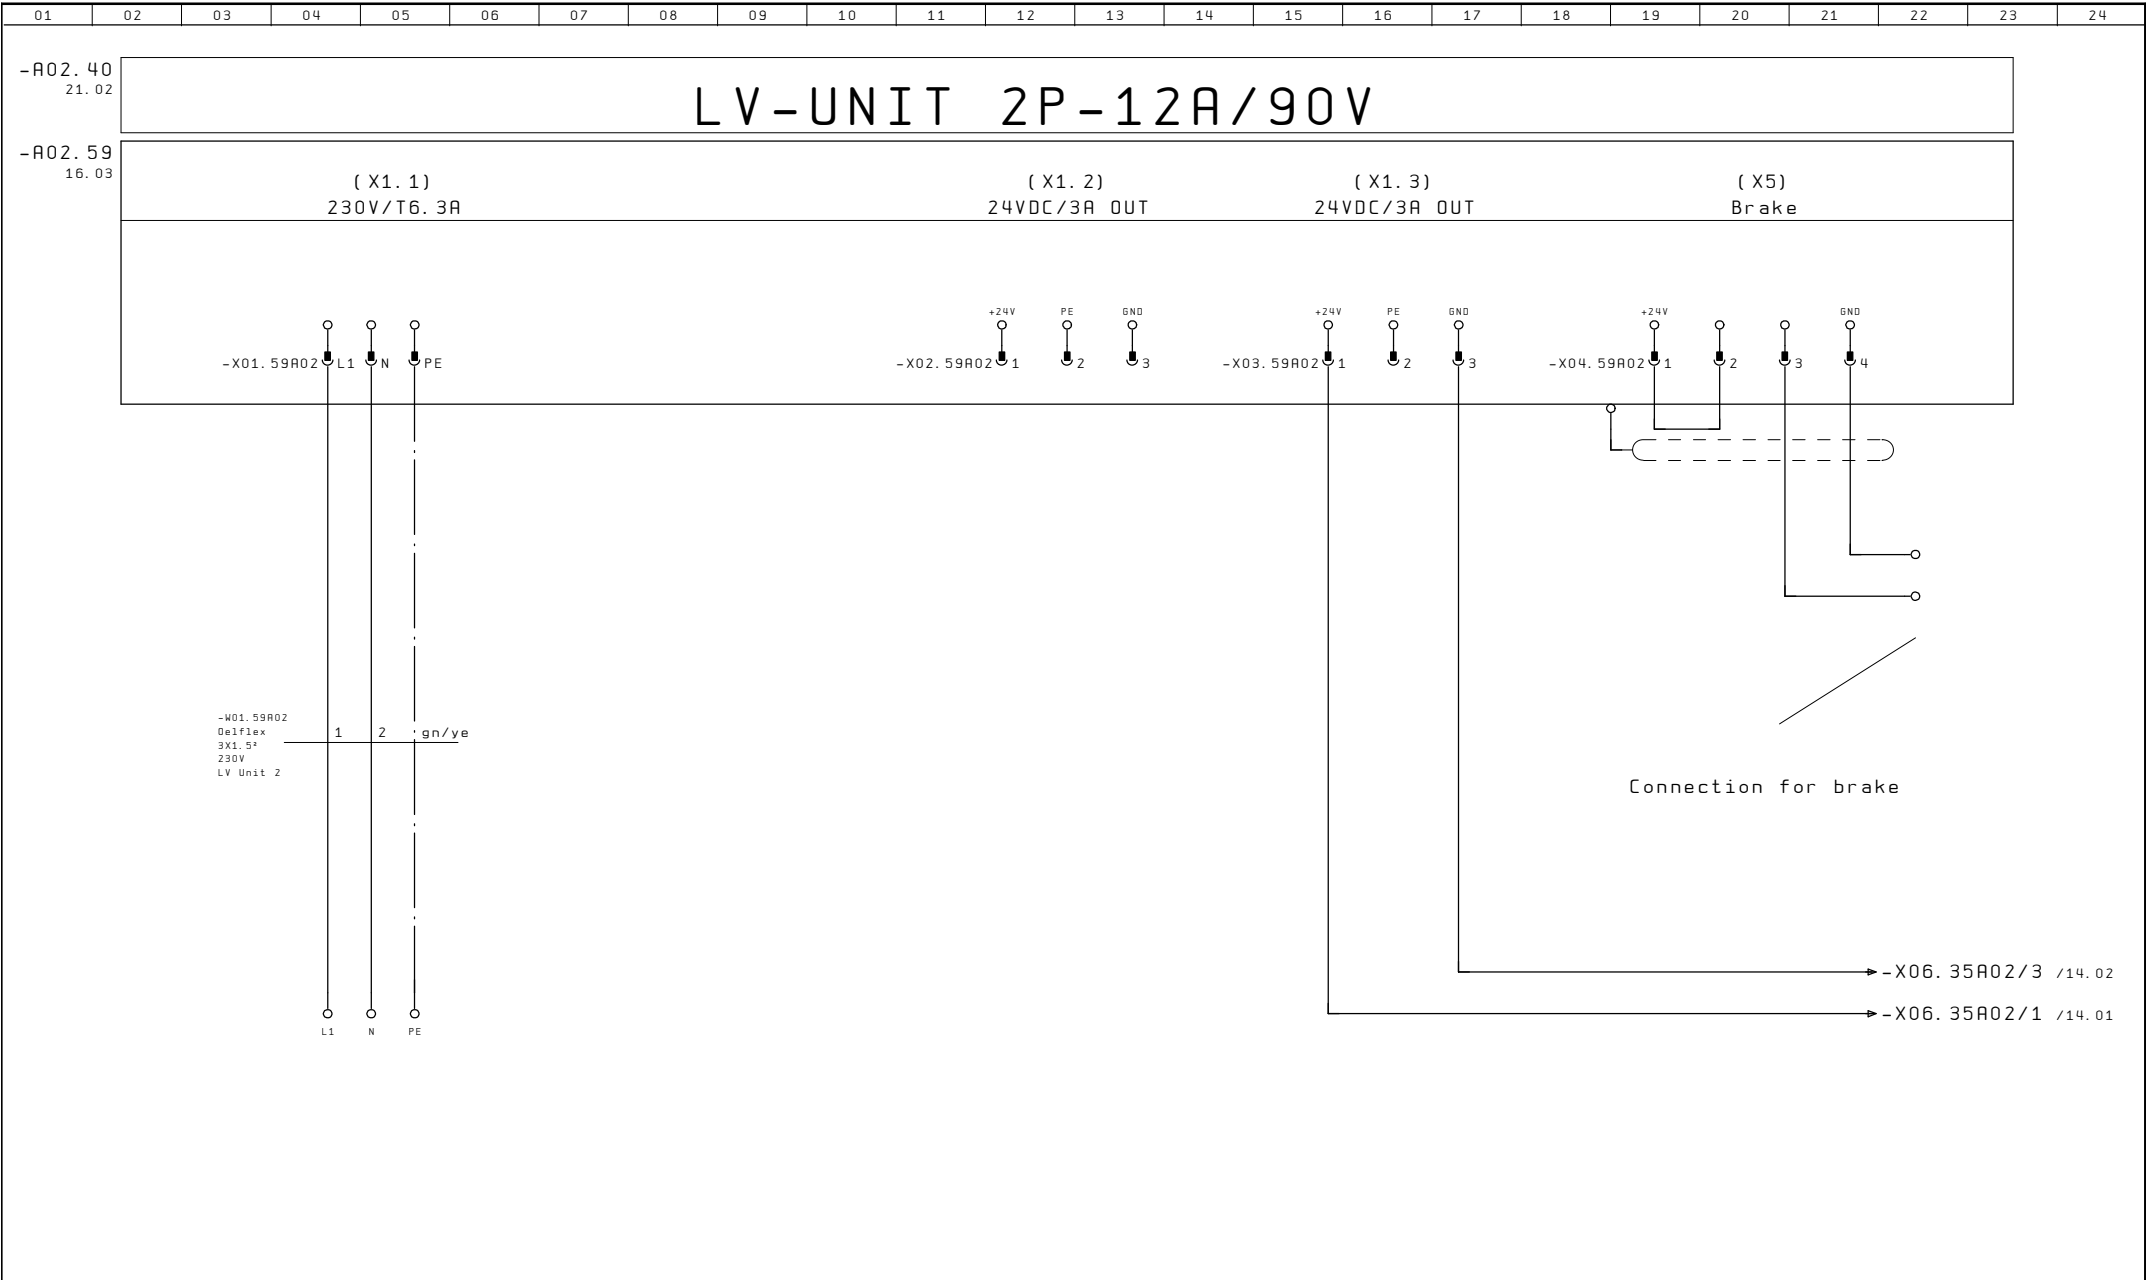 01 02 03 04 05 06 07 08 09 10 11 12 13 14 15 16 17 18 19 20 21 22 23 24
-A02.40
21.02
LV-UNIT 2P-12A/90V
-A02.59
16.03
(X1.1) (X1.2) (X1.3) (X5)
230V/T6.3A 24VDC/3A OUT 24VDC/3A OUT Brake
+24V PE GND +24V PE GND +24V GND
-X01.59A02 L1 N PE -X02.59A02 1 2 3 -X03.59A02 1 2 3 -X04.59A02 1 2 3 4
-W01.59A02
Oelflex
3X1.5²
230V
LV Unit 2
1 2 gn/ye
Connection for brake
-X06.35A02/3 /14.02
-X06.35A02/1 /14.01
L1 N PE